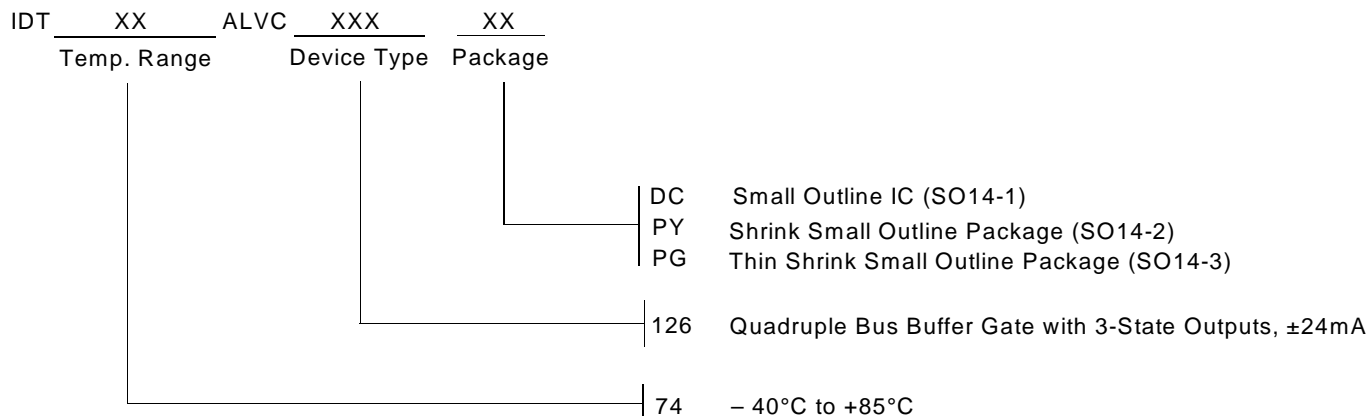 IDT XX ALVC XXX XX
Temp. Range Device Type Package
DC Small Outline IC (SO14-1)
PY Shrink Small Outline Package (SO14-2)
PG Thin Shrink Small Outline Package (SO14-3)
126 Quadruple Bus Buffer Gate with 3-State Outputs, ±24mA
74 – 40°C to +85°C